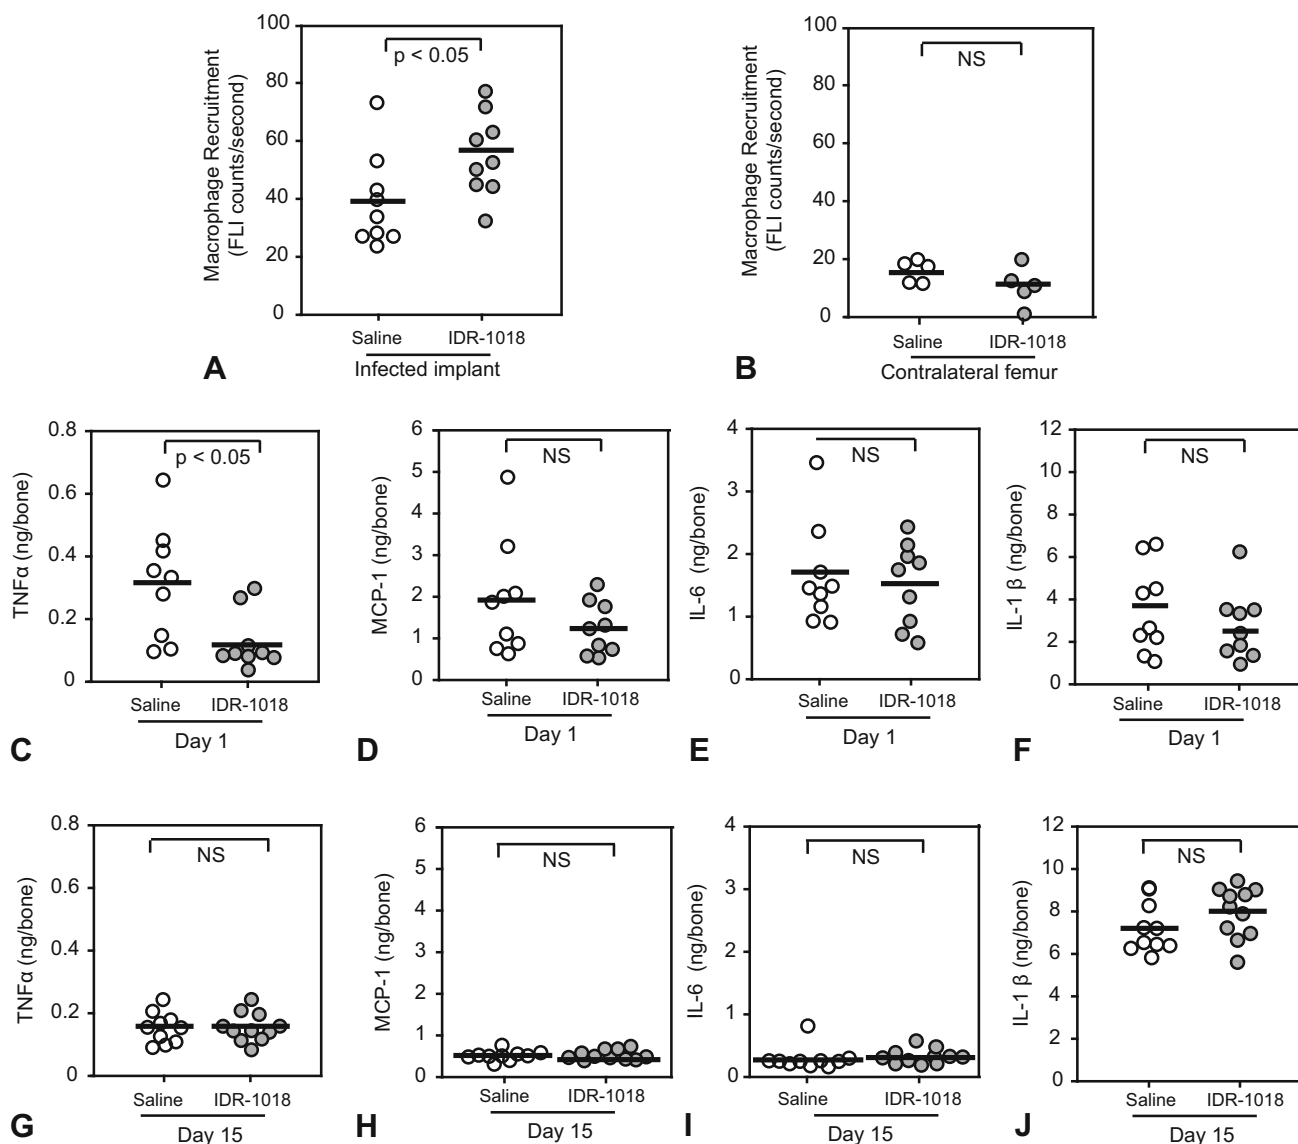 Macrophage Recruitment
(FLI counts/second)
100
80
60
40
20
0
p < 0.05
Saline
IDR-1018
Infected implant
A
Macrophage Recruitment
(FLI counts/second)
100
80
60
40
20
0
NS
Saline
IDR-1018
Contralateral femur
B
TNFα (ng/bone)
0.8
0.6
0.4
0.2
0
p < 0.05
Saline
IDR-1018
Day 1
C
MCP-1 (ng/bone)
6
5
4
3
2
1
0
NS
Saline
IDR-1018
Day 1
D
IL-6 (ng/bone)
4
3
2
1
0
NS
Saline
IDR-1018
Day 1
E
IL-1 β (ng/bone)
12
10
8
6
4
2
0
NS
Saline
IDR-1018
Day 1
F
TNFα (ng/bone)
0.8
0.6
0.4
0.2
0
NS
Saline
IDR-1018
Day 15
G
MCP-1 (ng/bone)
6
5
4
3
2
1
0
NS
Saline
IDR-1018
Day 15
H
IL-6 (ng/bone)
4
3
2
1
0
NS
Saline
IDR-1018
Day 15
I
IL-1 β (ng/bone)
12
10
8
6
4
2
0
NS
Saline
IDR-1018
Day 15
J